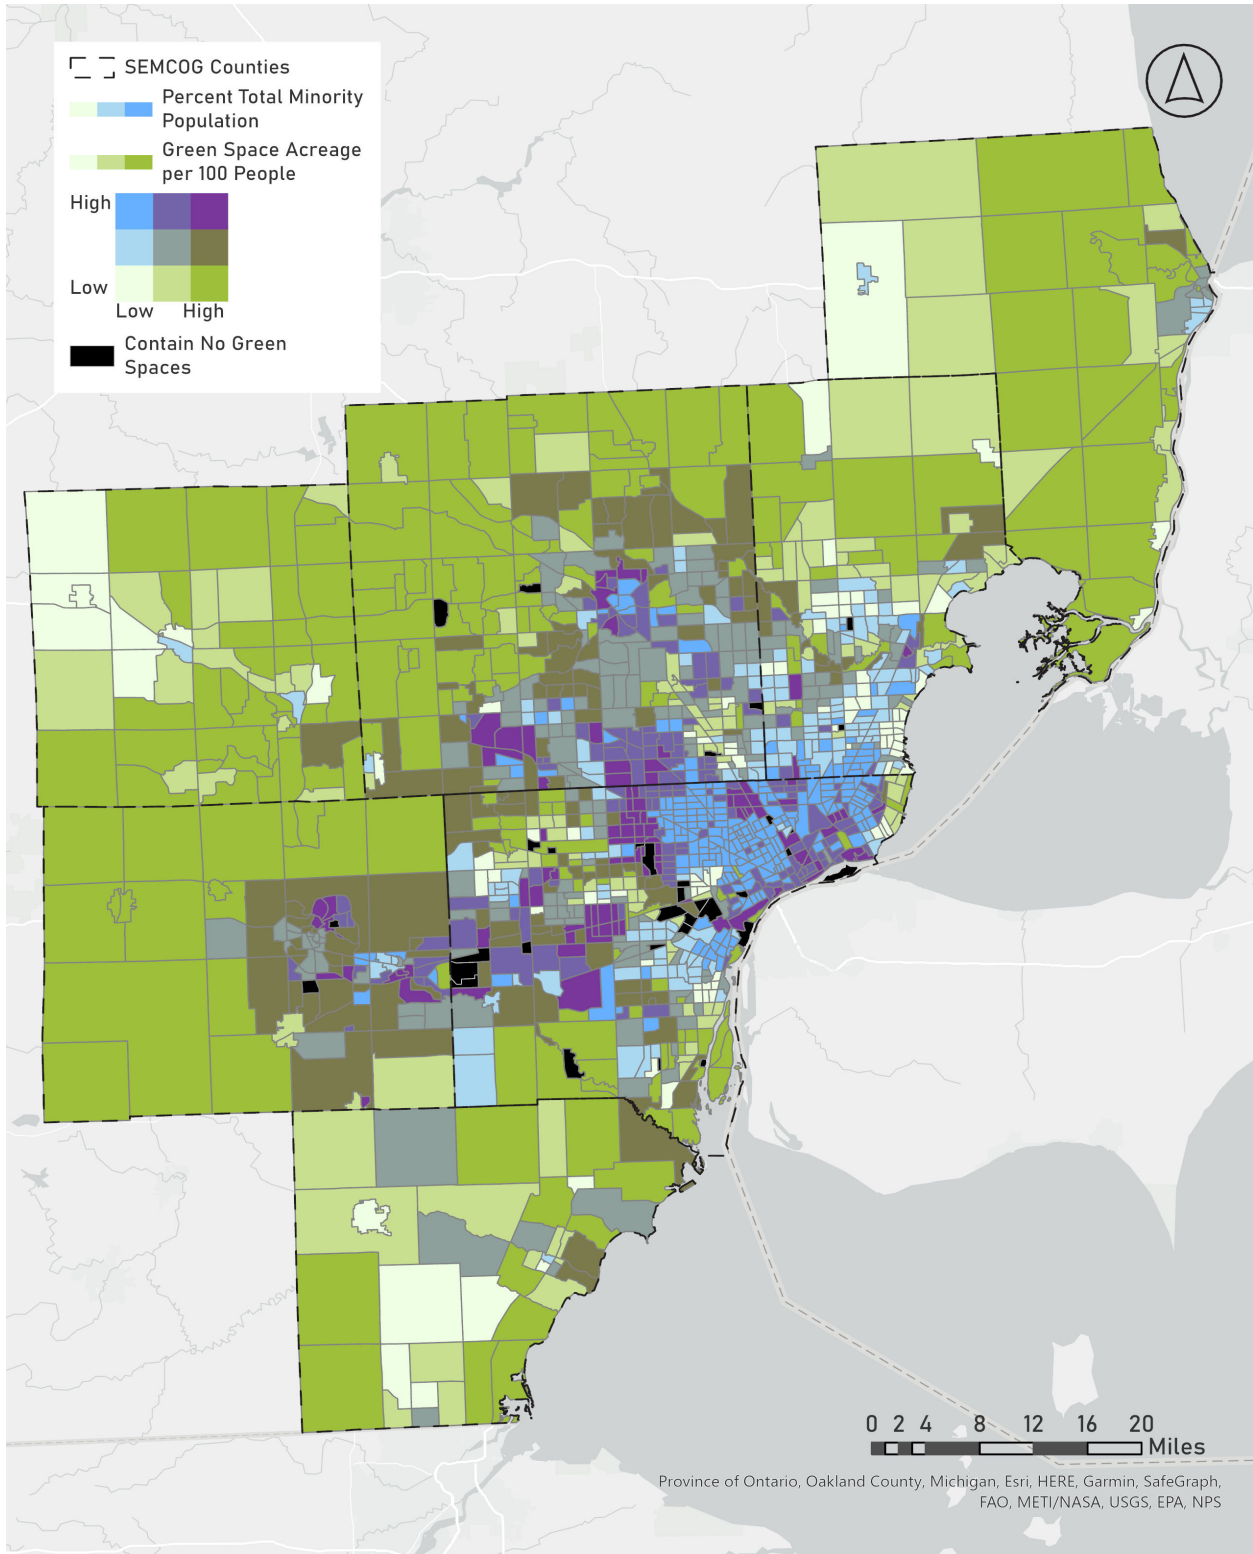 SEMCOG Counties
Percent Total Minority
Population
Green Space Acreage
per 100 People
High
Low
Low High
Contain No Green
Spaces
0 2 4 8 12 16 20
Miles
Province of Ontario, Oakland County, Michigan, Esri, HERE, Garmin, SafeGraph,
FAO, METI/NASA, USGS, EPA, NPS